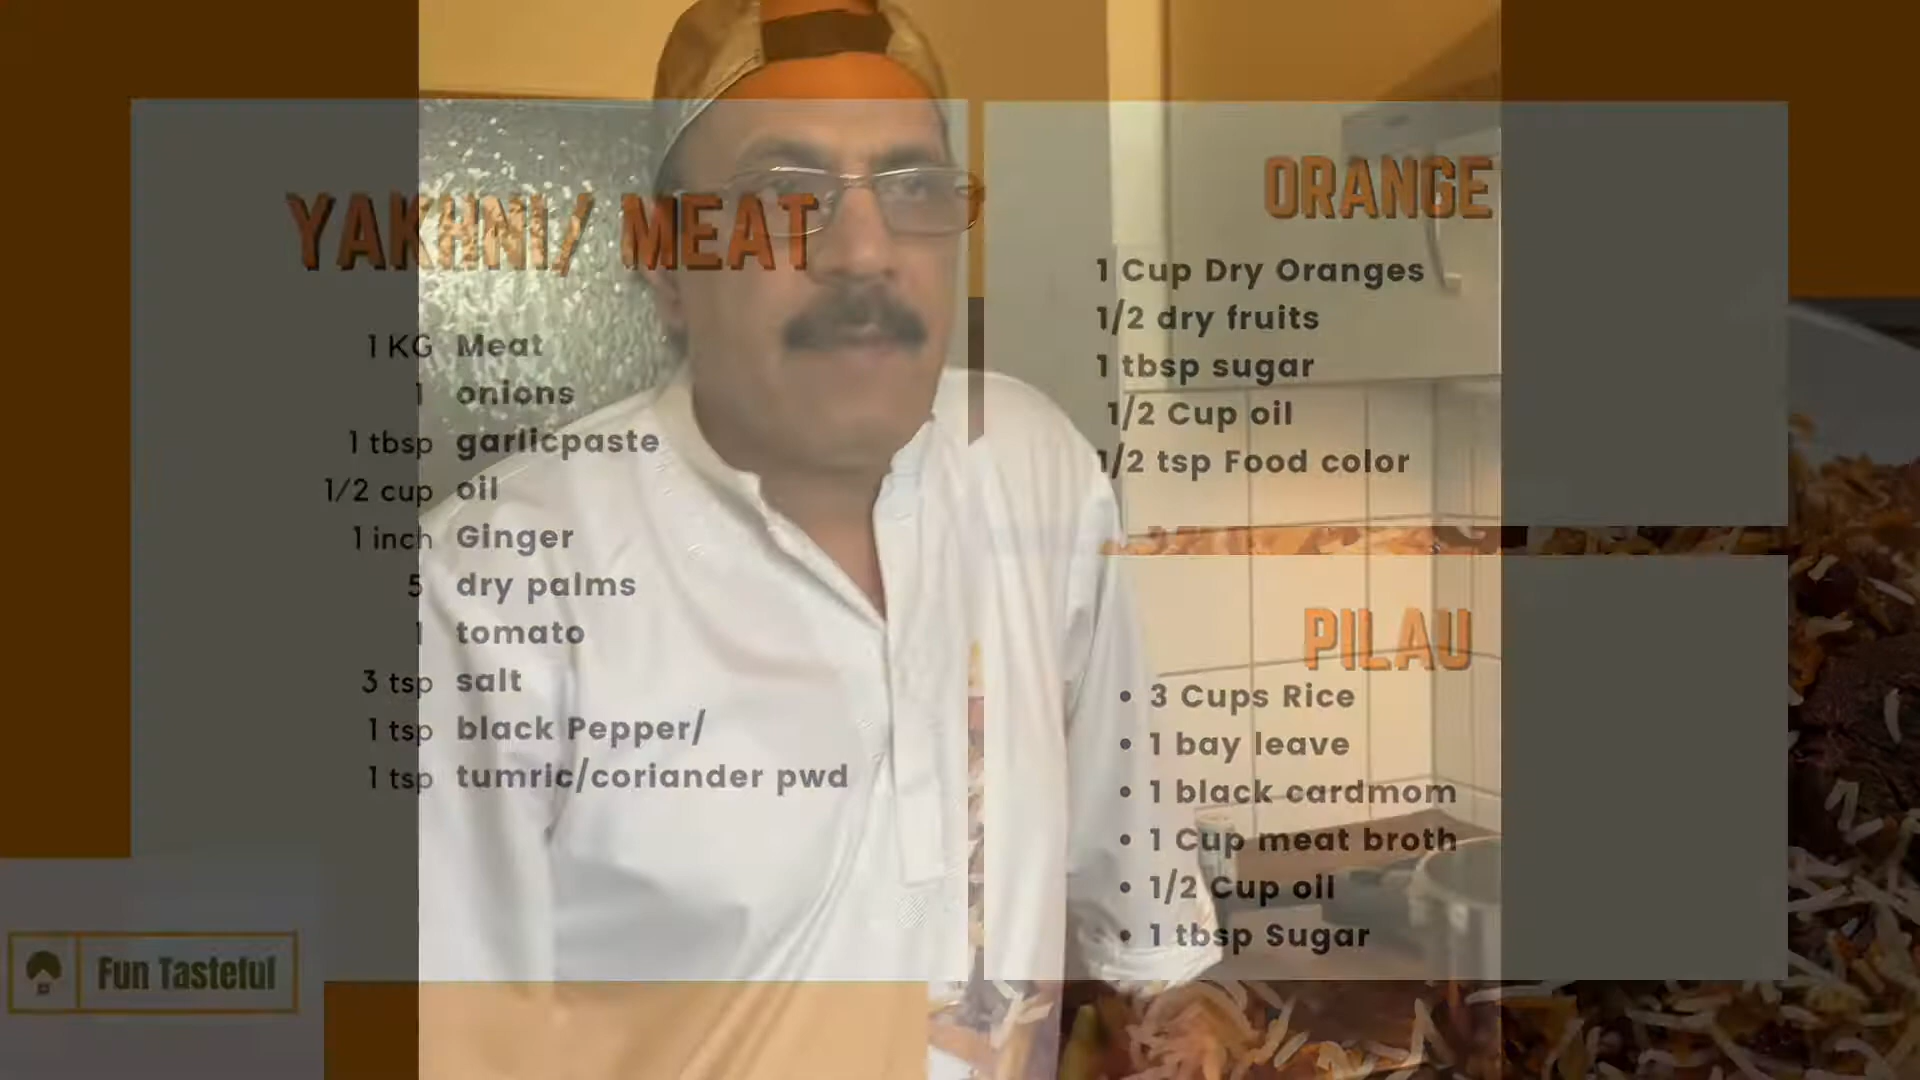 YAKHNI/ MEAT
1 KG Meat
1 onions
1 tbsp garlicpaste
1/2 cup oil
1 inch Ginger
5 dry palms
1 tomato
3 tsp salt
1 tsp black Pepper/
1 tsp tumric/coriander pwd
ORANGE
1 Cup Dry Oranges
1/2 dry fruits
1 tbsp sugar
1/2 Cup oil
1/2 tsp Food color
PILAU
• 3 Cups Rice
• 1 bay leave
• 1 black cardmom
• 1 Cup meat broth
• 1/2 Cup oil
• 1 tbsp Sugar
Fun Tasteful